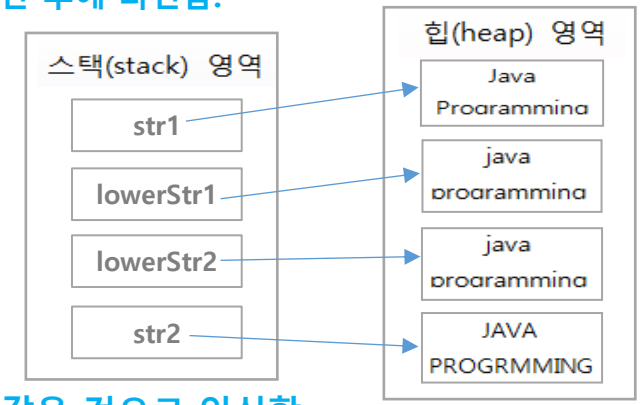 스택(stack) 영역
str1
lowerStr1
lowerStr2
str2
힙(heap) 영역
Java
Programming
java
programming
java
programming
JAVA
PROGRMMING